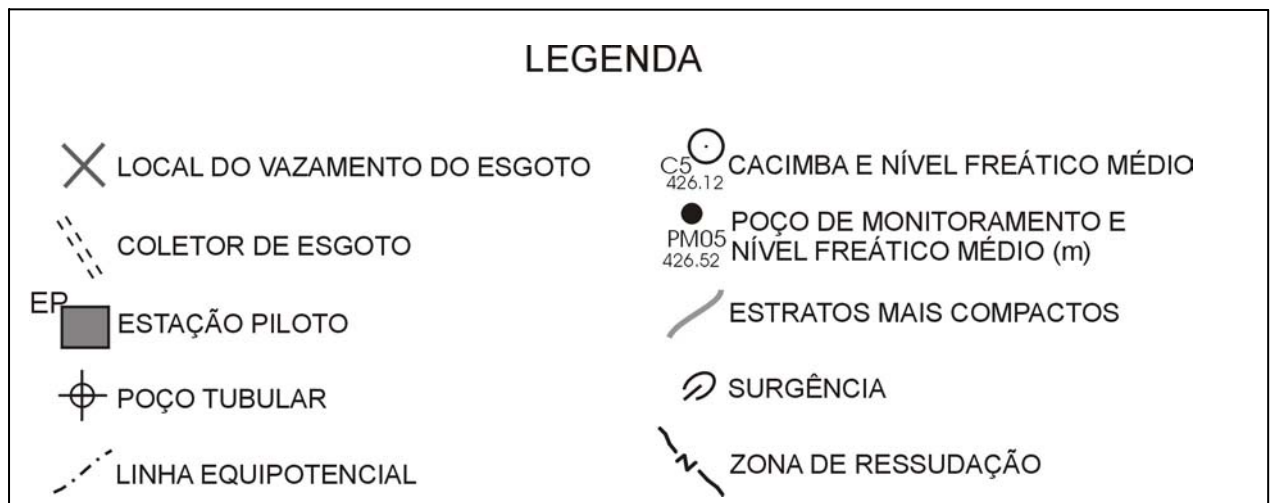 LEGENDA
LOCAL DO VAZAMENTO DO ESGOTO
COLETOR DE ESGOTO
EP
ESTAÇÃO PILOTO
POÇO TUBULAR
LINHA EQUIPOTENCIAL
C5
426.12
CACIMBA E NÍVEL FREÁTICO MÉDIO
PM05
426.52
POÇO DE MONITORAMENTO E
NÍVEL FREÁTICO MÉDIO (m)
ESTRATOS MAIS COMPACTOS
SURGÊNCIA
ZONA DE RESSUDAÇÃO